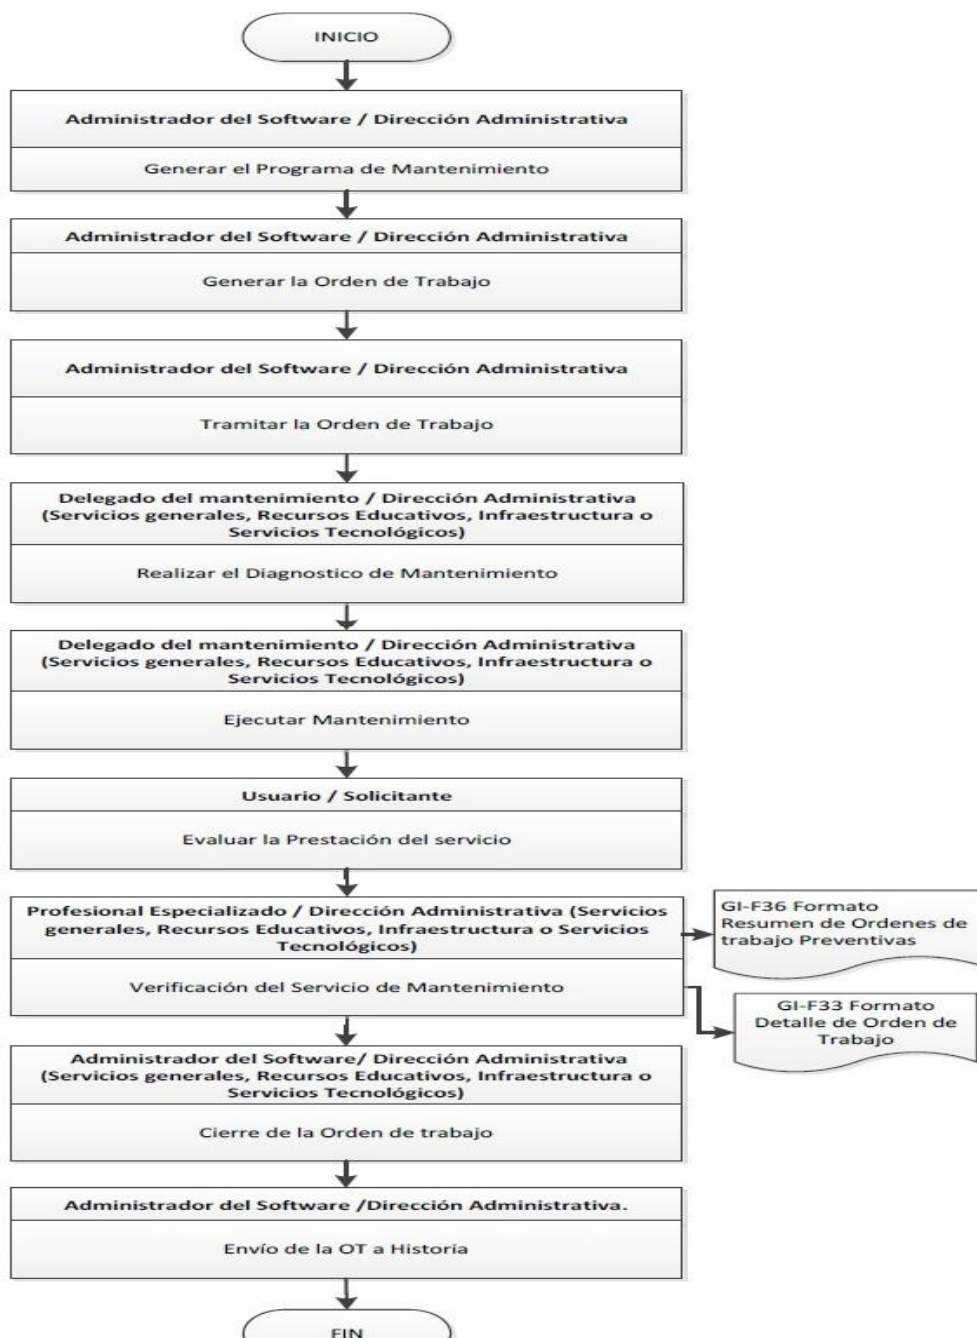 INICIO
Administrador del Software / Dirección Administrativa
Generar el Programa de Mantenimiento
Administrador del Software / Dirección Administrativa
Generar la Orden de Trabajo
Administrador del Software / Dirección Administrativa
Tramitar la Orden de Trabajo
Delegado del mantenimiento / Dirección Administrativa
(Servicios generales, Recursos Educativos, Infraestructura o
Servicios Tecnológicos)
Realizar el Diagnostico de Mantenimiento
Delegado del mantenimiento / Dirección Administrativa
(Servicios generales, Recursos Educativos, Infraestructura o
Servicios Tecnológicos)
Ejecutar Mantenimiento
Usuario / Solicitante
Evaluar la Prestación del servicio
Profesional Especializado / Dirección Administrativa (Servicios
generales, Recursos Educativos, Infraestructura o Servicios
Tecnológicos)
Verificación del Servicio de Mantenimiento
GI-F36 Formato
Resumen de Ordenes de
trabajo Preventivas
GI-F33 Formato
Detalle de Orden de
Trabajo
Administrador del Software/ Dirección Administrativa
(Servicios generales, Recursos Educativos, Infraestructura o
Servicios Tecnológicos)
Cierre de la Orden de trabajo
Administrador del Software /Dirección Administrativa.
Envío de la OT a Historia
FIN